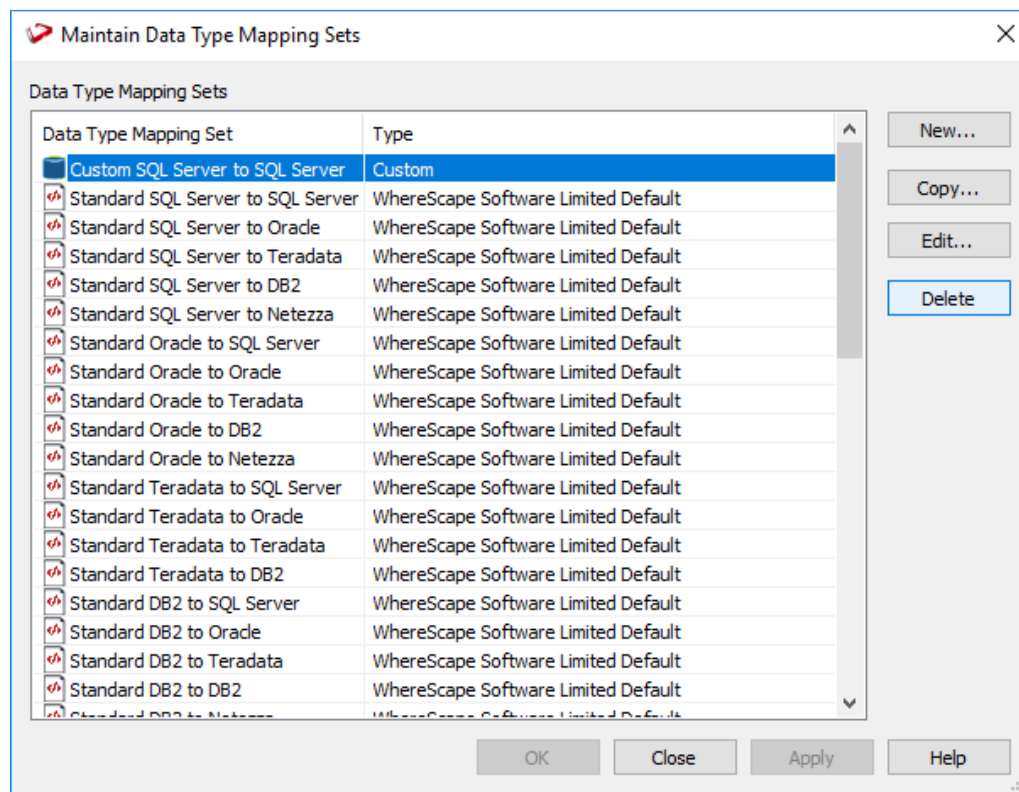 Maintain Data Type Mapping Sets
Data Type Mapping Sets
Data Type Mapping Set Type
Custom SQL Server to SQL Server Custom
Standard SQL Server to SQL Server WhereScape Software Limited Default
Standard SQL Server to Oracle WhereScape Software Limited Default
Standard SQL Server to Teradata WhereScape Software Limited Default
Standard SQL Server to DB2 WhereScape Software Limited Default
Standard SQL Server to Netezza WhereScape Software Limited Default
Standard Oracle to SQL Server WhereScape Software Limited Default
Standard Oracle to Oracle WhereScape Software Limited Default
Standard Oracle to Teradata WhereScape Software Limited Default
Standard Oracle to DB2 WhereScape Software Limited Default
Standard Oracle to Netezza WhereScape Software Limited Default
Standard Teradata to SQL Server WhereScape Software Limited Default
Standard Teradata to Oracle WhereScape Software Limited Default
Standard Teradata to Teradata WhereScape Software Limited Default
Standard Teradata to DB2 WhereScape Software Limited Default
Standard DB2 to SQL Server WhereScape Software Limited Default
Standard DB2 to Oracle WhereScape Software Limited Default
Standard DB2 to Teradata WhereScape Software Limited Default
Standard DB2 to DB2 WhereScape Software Limited Default
Standard DB2 to Netezza WhereScape Software Limited Default
New...
Copy...
Edit...
Delete
OK Close Apply Help